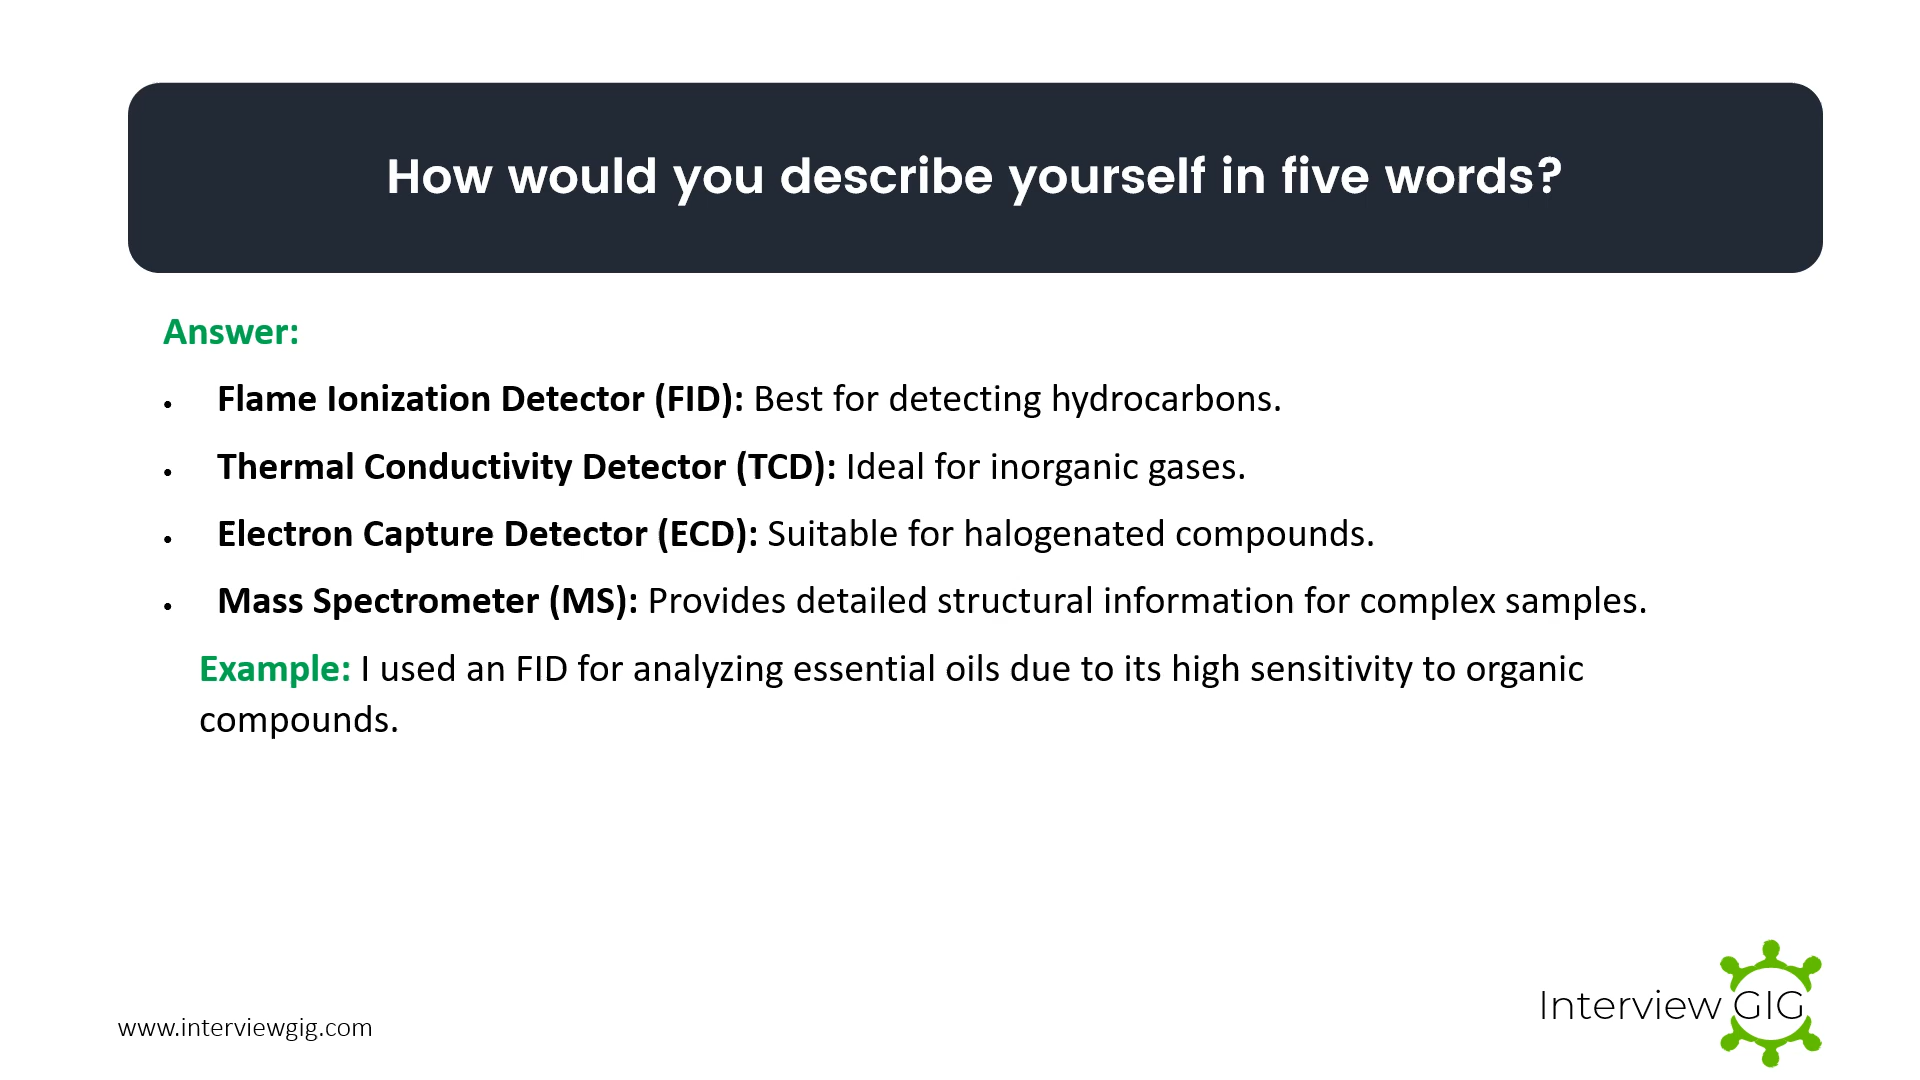 How would you describe yourself in five words?
Answer:
• Flame Ionization Detector (FID): Best for detecting hydrocarbons.
• Thermal Conductivity Detector (TCD): Ideal for inorganic gases.
• Electron Capture Detector (ECD): Suitable for halogenated compounds.
• Mass Spectrometer (MS): Provides detailed structural information for complex samples.
Example: I used an FID for analyzing essential oils due to its high sensitivity to organic
compounds.
Interview GIG
www.interviewgig.com